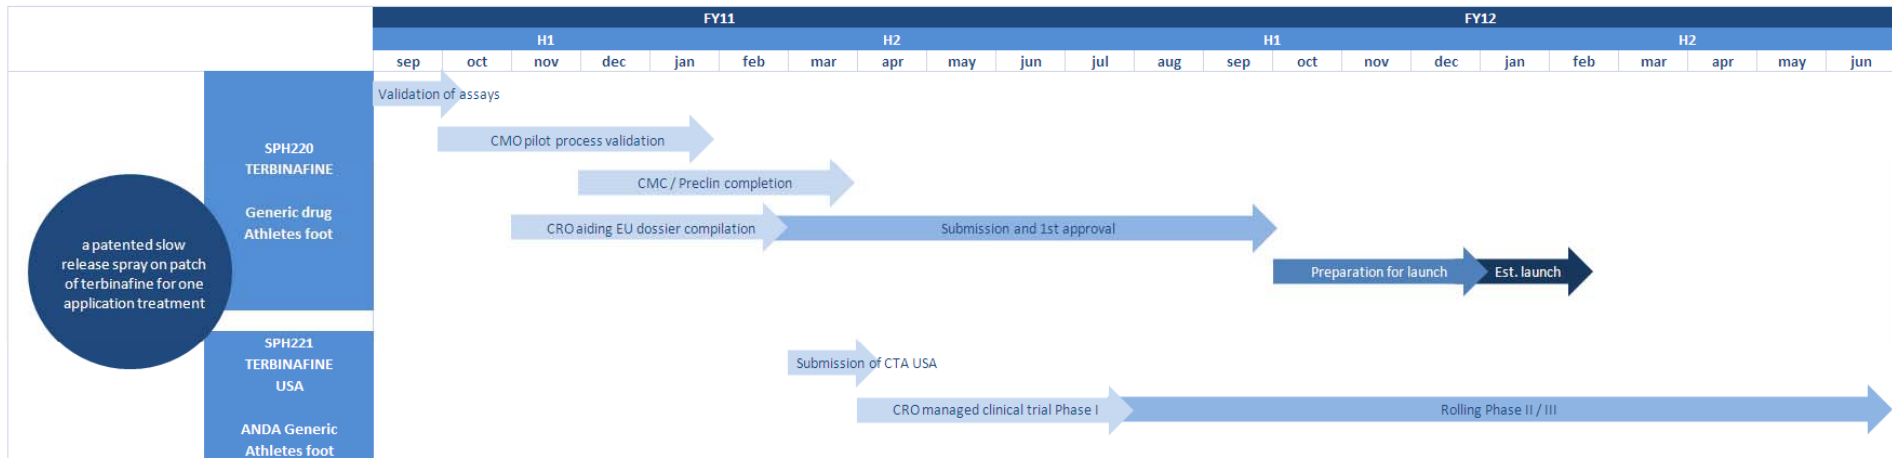 FY11 FY12
H1 H2 H1 H2
sep oct nov dec jan feb mar apr may jun jul aug sep oct nov dec jan feb mar apr may jun
a patented slow
release spray on patch
of terbinafine for one
application treatment
SPH220
TERBINAFINE
Generic drug
Athletes foot
Validation of assays
CMO pilot process validation
CMC / Preclin completion
CRO aiding EU dossier compilation Submission and 1st approval
Preparation for launch Est. launch
SPH221
TERBINAFINE
USA
ANDA Generic
Athletes foot
Submission of CTA USA
CRO managed clinical trial Phase I Rolling Phase II / III